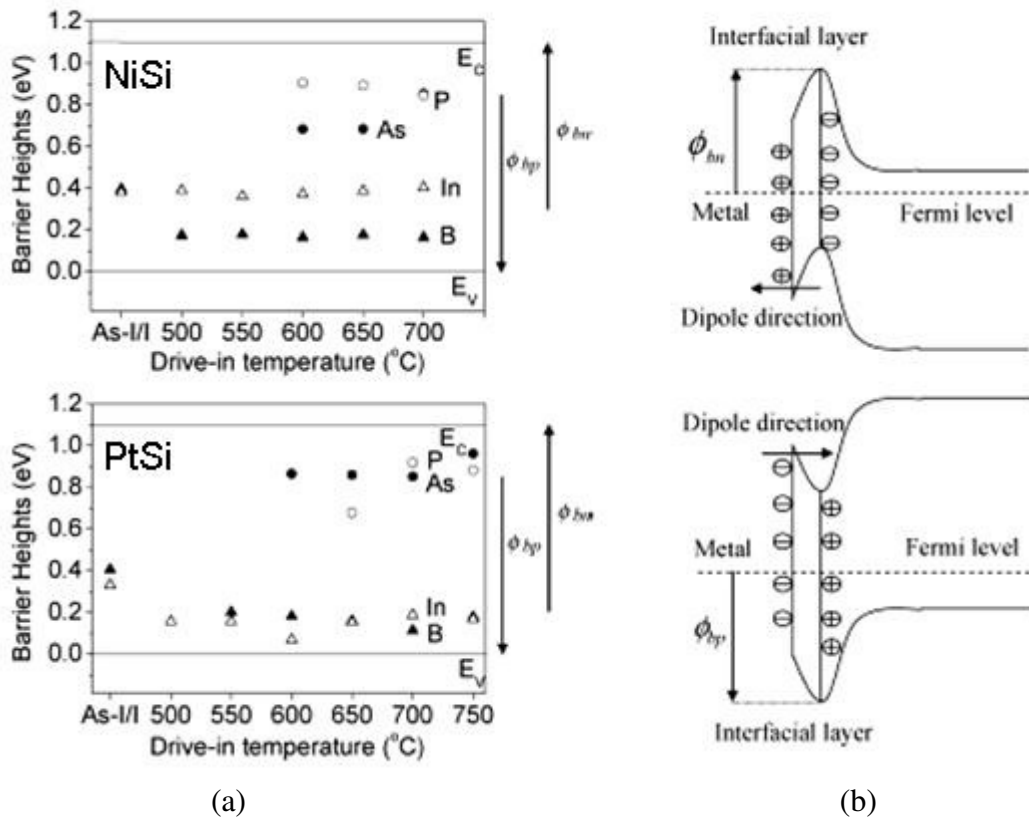 NiSi
Barrier Heights (eV)
1.2
1.0
0.8
0.6
0.4
0.2
0.0
E_C
P
As
In
B
E_V
ϕ_bp
ϕ_bn
As-I/I 500 550 600 650 700
Drive-in temperature (°C)
PtSi
Barrier Heights (eV)
1.2
1.0
0.8
0.6
0.4
0.2
0.0
E_C
P
As
In
B
E_V
ϕ_bp
ϕ_bn
As-I/I 500 550 600 650 700 750
Drive-in temperature (°C)
(a)
Interfacial layer
ϕ_bn
Metal
Fermi level
Dipole direction
Dipole direction
Metal
Fermi level
ϕ_bp
Interfacial layer
(b)